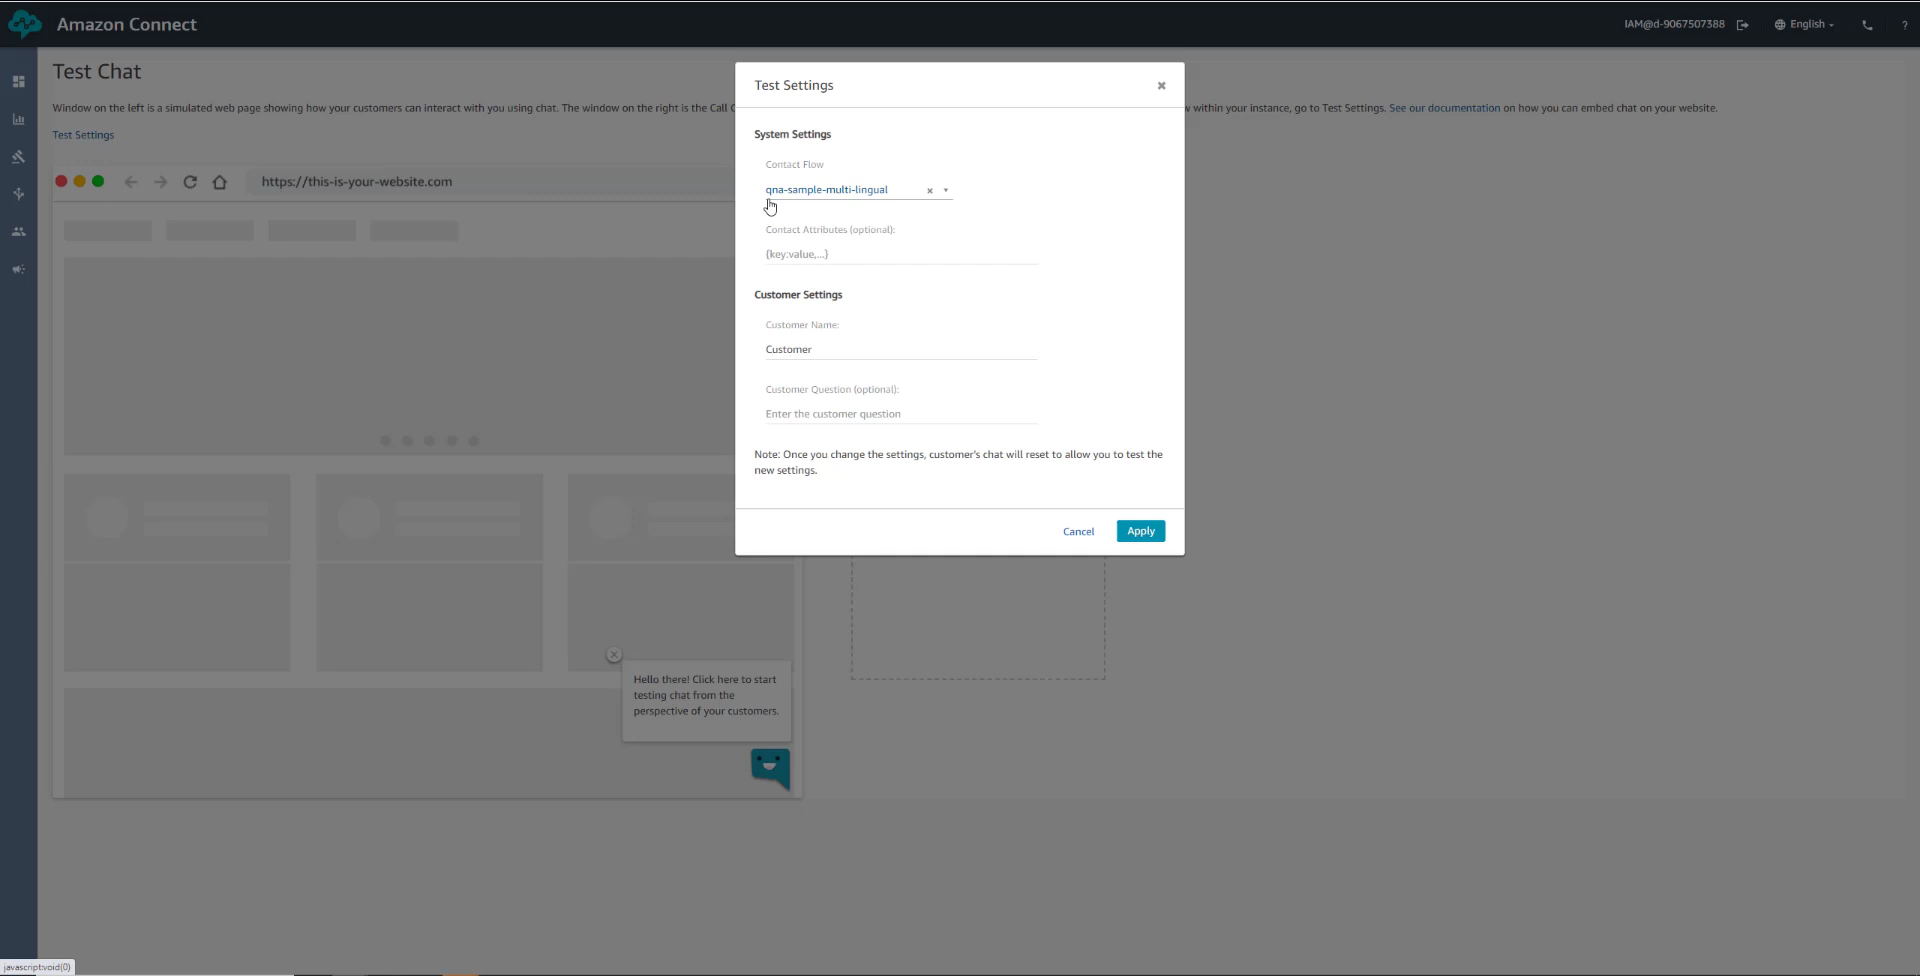 Amazon Connect
IAM@d-9067507388
English
?
Test Chat
Window on the left is a simulated web page showing how your customers can interact with you using chat. The window on the right is the Call C
w within your instance, go to Test Settings. See our documentation on how you can embed chat on your website.
Test Settings
https://this-is-your-website.com
Test Settings
System Settings
Contact Flow
qna-sample-multi-lingual
Contact Attributes (optional):
{key:value,...}
Customer Settings
Customer Name:
Customer
Customer Question (optional):
Enter the customer question
Note: Once you change the settings, customer's chat will reset to allow you to test the
new settings.
Cancel
Apply
Hello there! Click here to start
testing chat from the
perspective of your customers.
javascript:void(0)